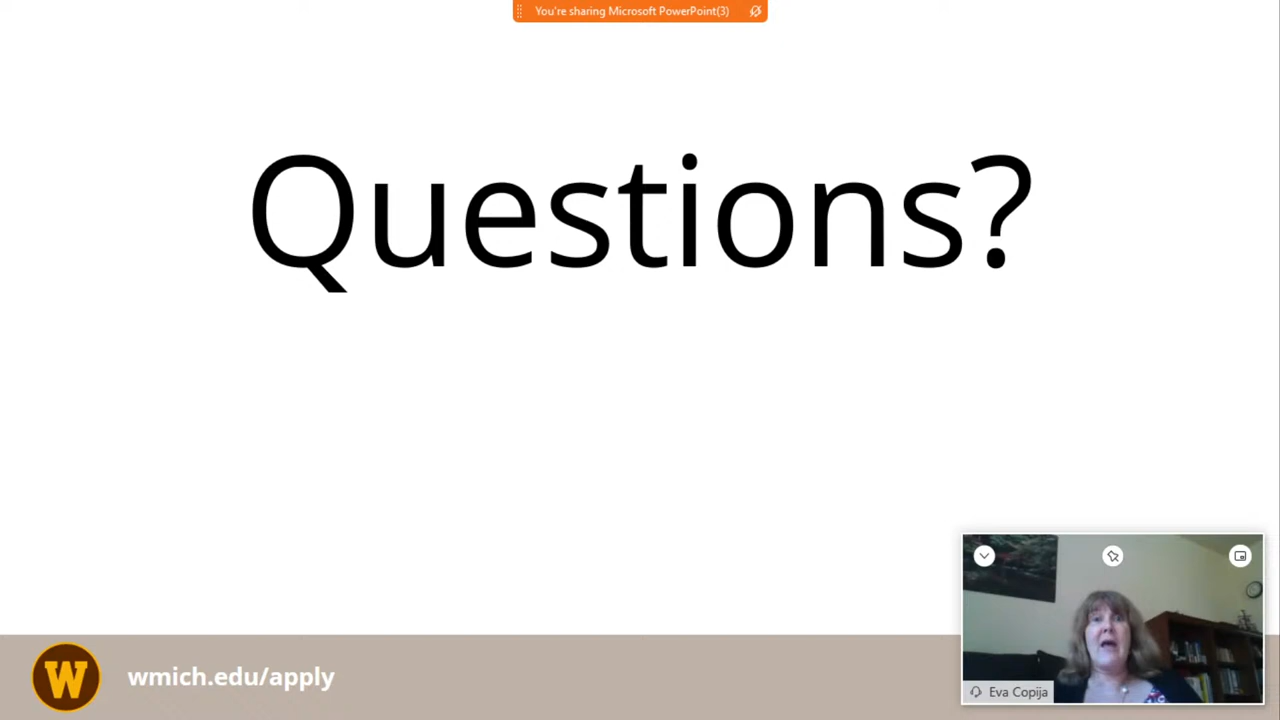 You're sharing Microsoft PowerPoint(3)
Questions?
W
wmich.edu/apply
Eva Copija